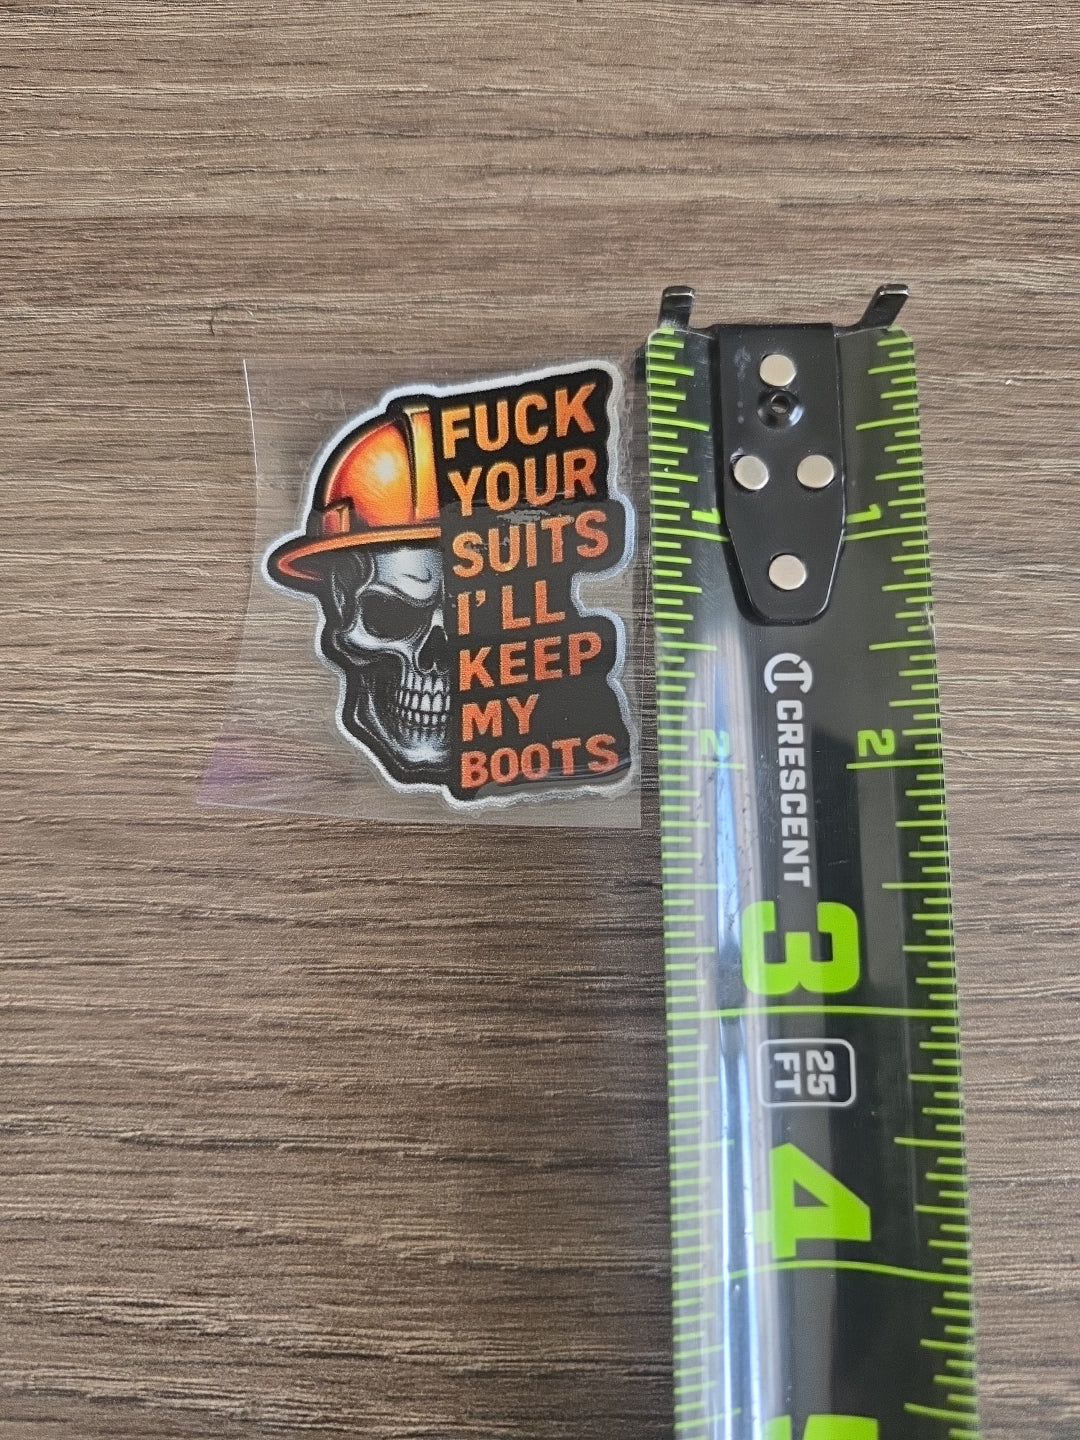 FUCK
YOUR
SUITS
I'LL
KEEP
MY
BOOTS
1 1
2 2
CRESCENT
3
25
FT
4